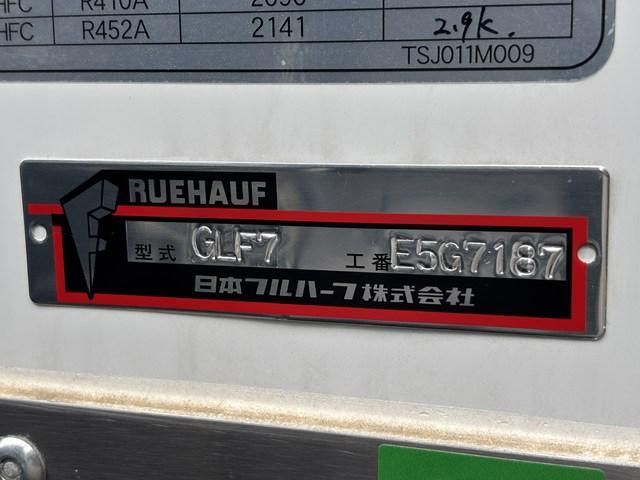 HFC R410A 2090
HFC R452A 2141 2.9k.
TSJ011M009
FRUEHAUF
型式 GLF7 工番 E5G7187
日本フルハーフ株式会社